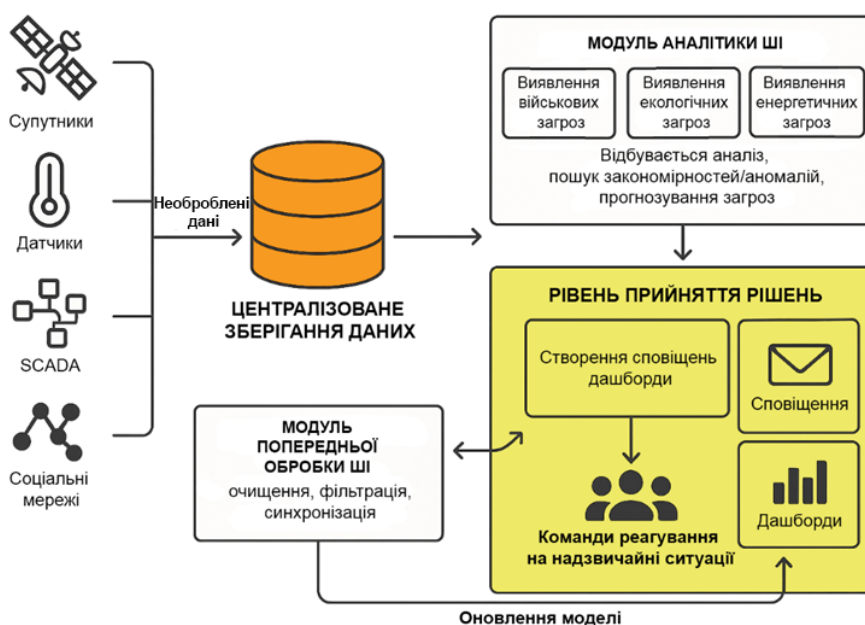 Супутники
Датчики
SCADA
Соціальні
мережі
Необроблені
дані
ЦЕНТРАЛІЗОВАНЕ
ЗБЕРІГАННЯ ДАНИХ
МОДУЛЬ АНАЛІТИКИ ШІ
Виявлення
військових
загроз
Виявлення
екологічних
загроз
Виявлення
енергетичних
загроз
Відбувається аналіз,
пошук закономірностей/аномалій,
прогнозування загроз
РІВЕНЬ ПРИЙНЯТТЯ РІШЕНЬ
Створення сповіщень
дашборди
Сповіщення
Дашборди
Команди реагування
на надзвичайні ситуації
МОДУЛЬ
ПОПЕРЕДНЬОЇ
ОБРОБКИ ШІ
очищення, фільтрація,
синхронізація
Оновлення моделі